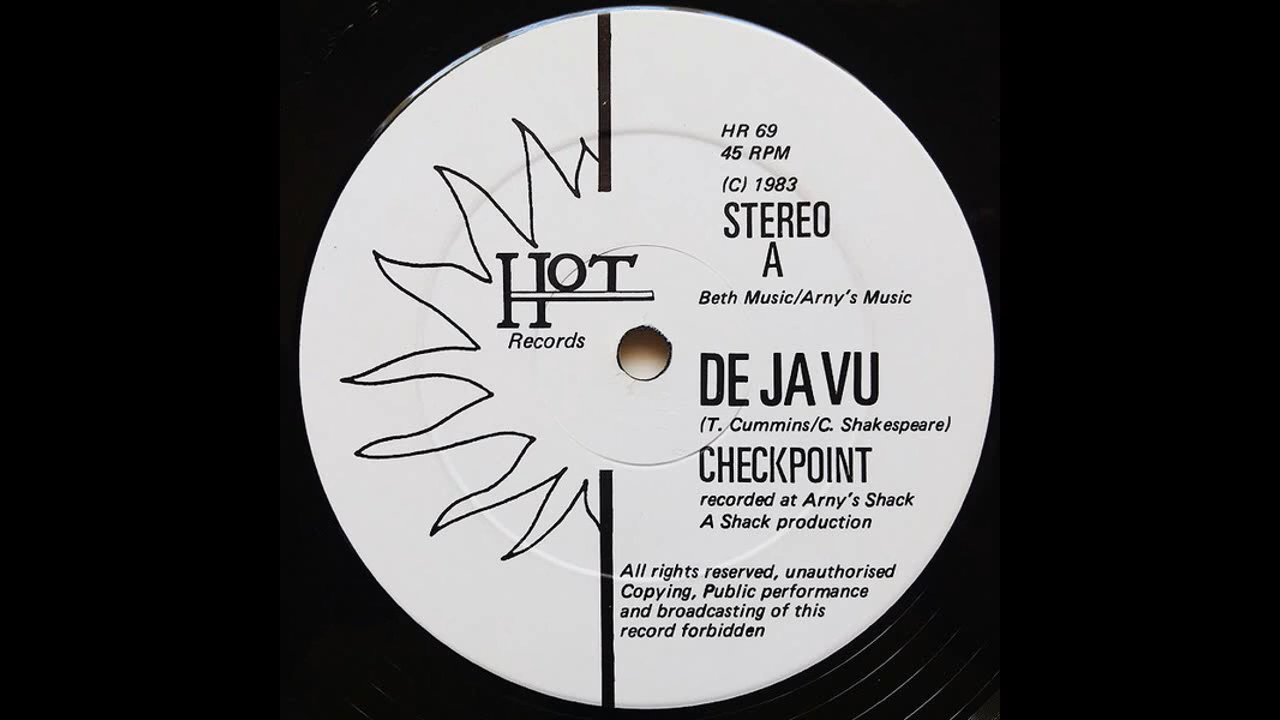 HOT
Records
HR 69
45 RPM
(C) 1983
STEREO
A
Beth Music/Arny's Music
DE JA VU
(T. Cummins/C. Shakespeare)
CHECKPOINT
recorded at Arny's Shack
A Shack production
All rights reserved, unauthorised
Copying, Public performance
and broadcasting of this
record forbidden